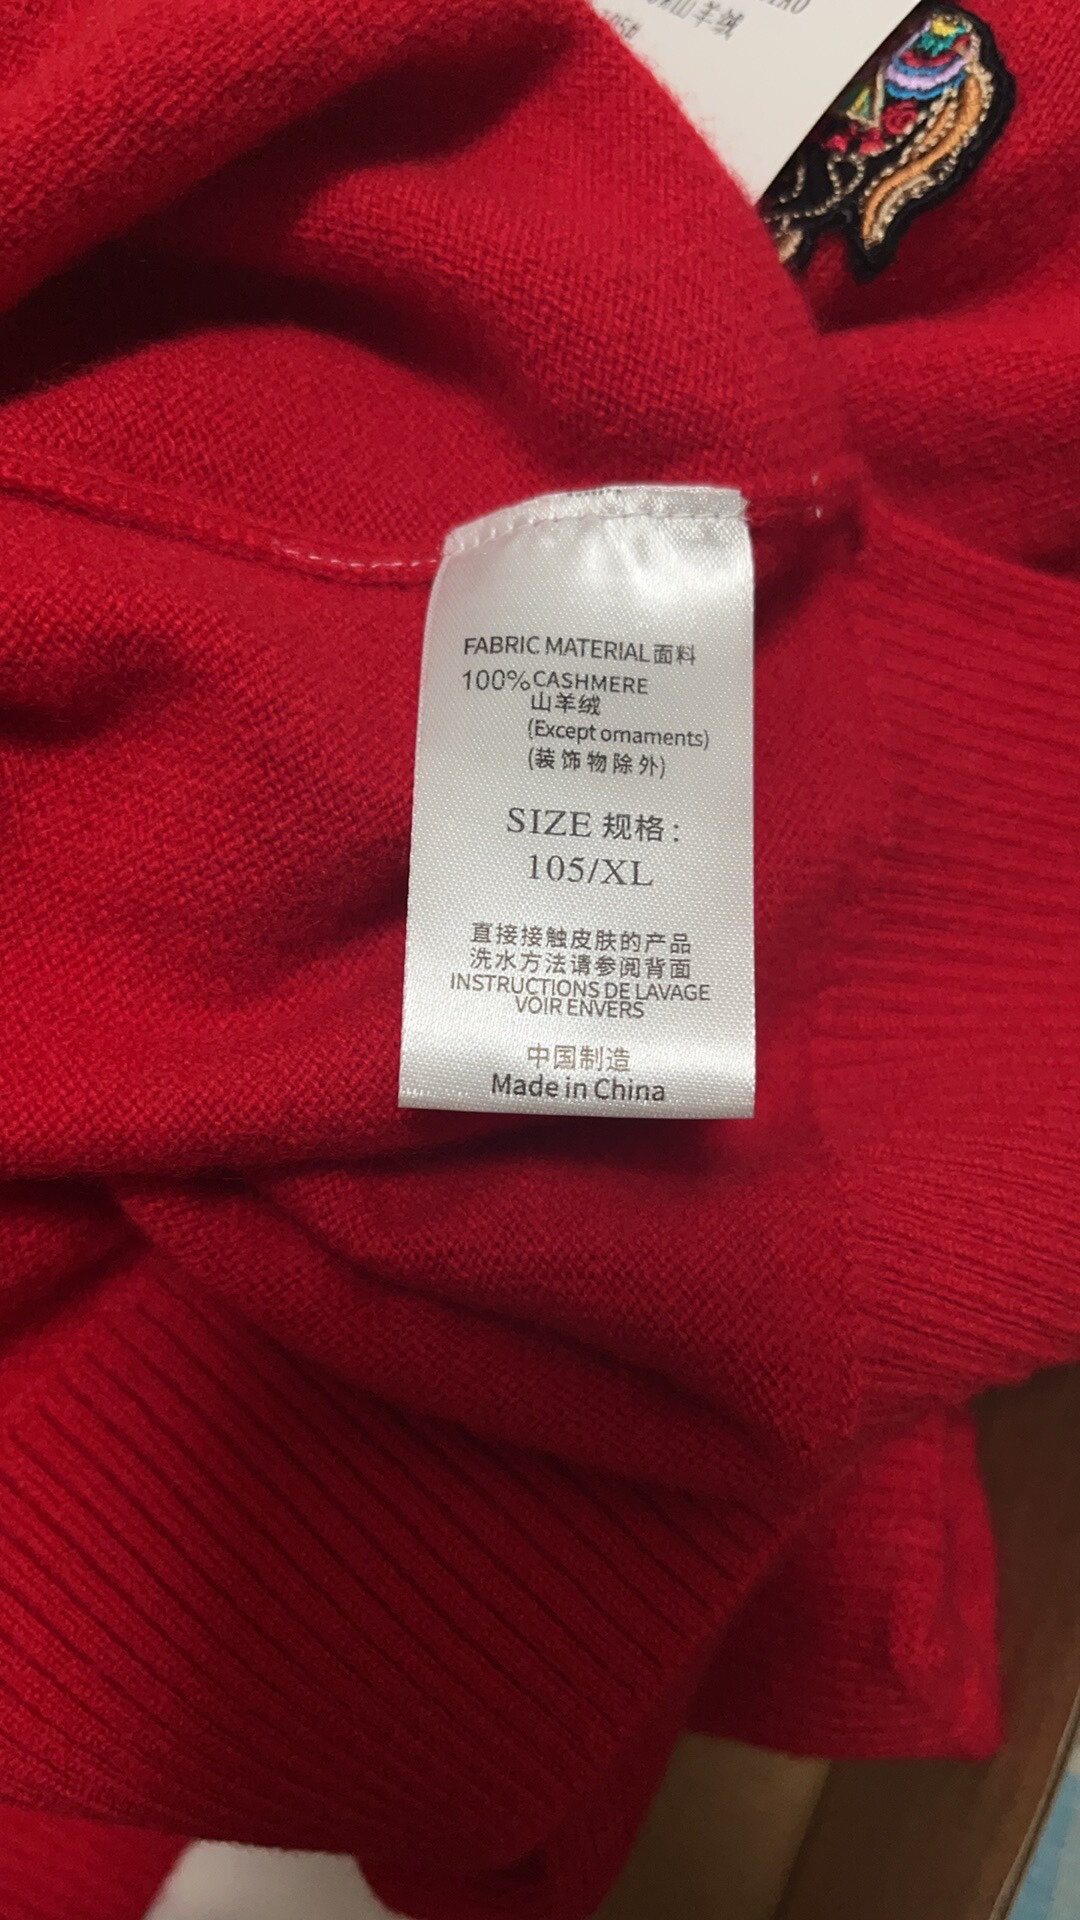 山羊绒
FABRIC MATERIAL面料
100%CASHMERE
山羊绒
(Except omaments)
(装饰物除外)
SIZE 规格:
105/XL
直接接触皮肤的产品
洗水方法请参阅背面
INSTRUCTIONS DE LAVAGE
VOIR ENVERS
中国制造
Made in China